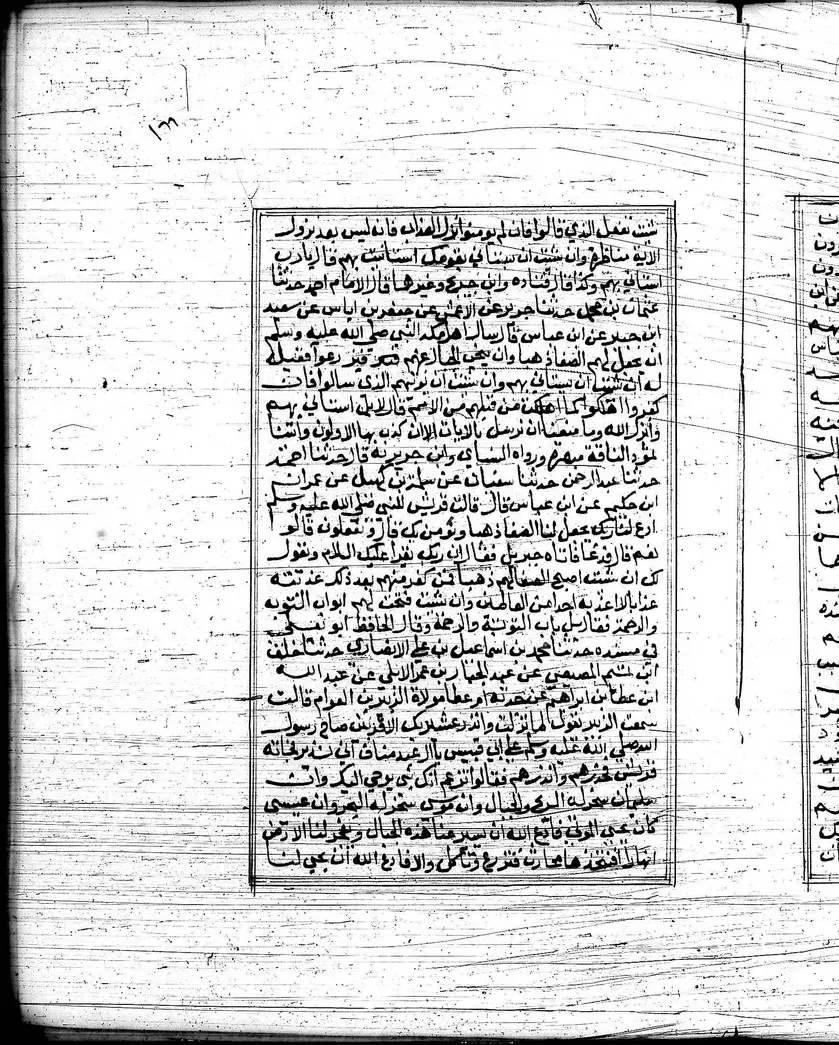 ١٦٦
شئت نفعل الذي قالوا فان لم يومنوا نزل العذاب فانه ليس بعد نزول
الاية مناظرة وان شئت ان نستاني بقومك استانيت بهم قال يا رب
استاني بهم وكذا قال قتاده وابن جريج وغيرهما قال الامام احمد حدثنا
عثمان بن محمد حدثنا جرير عن الاعمش عن جعفر بن اياس عن سعيد
ابن جبير عن ابن عباس قال سال اهل مكه النبي صلى الله عليه وسلم
ان يجعل لهم الصفا ذهبا وان ينحي الجبال عنهم فيزدرعوا فقيل
له ان شئت ان نستاني بهم وان شئت ان نوتيهم الذي سالوا فان
كفروا اهلكوا كما اهلكت من قبلهم من الامم قال لا بل استاني بهم
وانزل الله وما منعنا ان نرسل بالايات الا ان كذب بها الاولون واتينا
ثمود الناقة مبصرة ورواه النسائي وابن جرير به قال حدثنا احمد
حدثنا عبد الرحمن حدثنا سفيان عن سلمة بن كهيل عن عمران
ابن حكيم عن ابن عباس قال قالت قريش للنبي صلى الله عليه وسلم
ادع لنا ربك يجعل لنا الصفا ذهبا ونومن بك قال وتفعلون قالوا
نعم قال فدعا فاتاه جبريل فقال ان ربك يقرا عليك السلام ويقول
لك ان شئت اصبح الصفا لهم ذهبا فمن كفر منهم بعد ذلك عذبته
عذابا لا اعذبه احدا من العالمين وان شئت فتحت لهم ابواب التوبه
والرحمة فقال بل باب التوبة والرحمة وقال الحافظ ابو يعلى
في مسنده حدثنا محمد بن اسماعيل بن علي الانصاري حدثنا خلف
ابن تميم المصيصي عن عبد الجبار بن عمر الايلي عن عبد الله
ابن عطا بن ابراهيم عن جدته ام عطا مولاة الزبير بن العوام قالت
سمعت الزبير يقول لما نزلت وانذر عشيرتك الاقربين صاح رسول
الله صلى الله عليه وسلم على ابي قبيس يا ال عبد مناف اني نذير فجاته
قريش فحذرهم وانذرهم فقالوا تزعم انك نبي يوحى اليك وان
سليمان سخر له الريح والجبال وان موسى سخر له البحر وان عيسى
كان يحيي الموتى فادع الله ان يسير عنا هذه الجبال ويفجر لنا الارض
انهارا فنتخذها محارث فنزرع وناكل والا فادع الله ان يحيي لنا